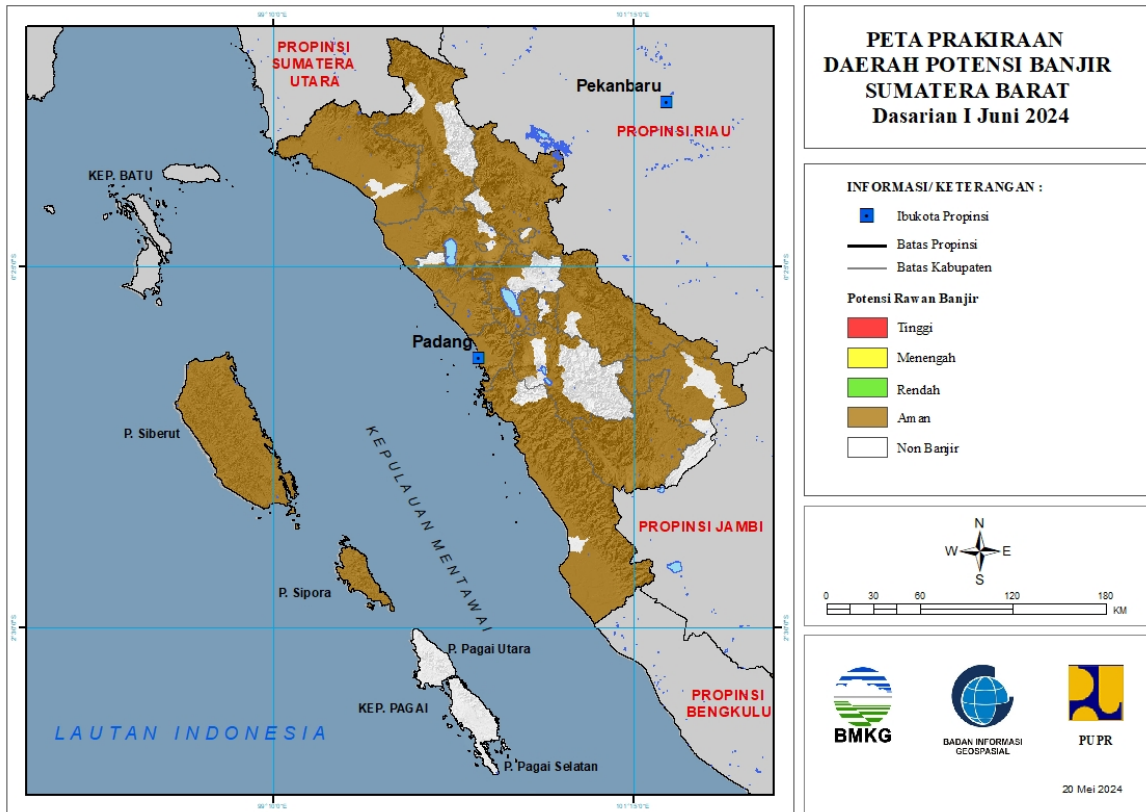 PETA PRAKIRAAN
DAERAH POTENSI BANJIR
SUMATERA BARAT
Dasarian I Juni 2024
INFORMASI/ KETERANGAN :
Ibukota Propinsi
Batas Propinsi
Batas Kabupaten
Potensi Rawan Banjir
Tinggi
Menengah
Rendah
Aman
Non Banjir
N
W E
S
0 30 60 120 180
KM
BMKG
BADAN INFORMASI
GEOSPASIAL
PUPR
20 Mei 2024
PROPINSI
SUMATERA
UTARA
Pekanbaru
PROPINSI RIAU
KEP. BATU
Padang
P. Siberut
KEPULAUAN MENTAWAI
PROPINSI JAMBI
P. Sipora
P. Pagai Utara
KEP. PAGAI
PROPINSI
BENGKULU
LAUTAN INDONESIA
P. Pagai Selatan